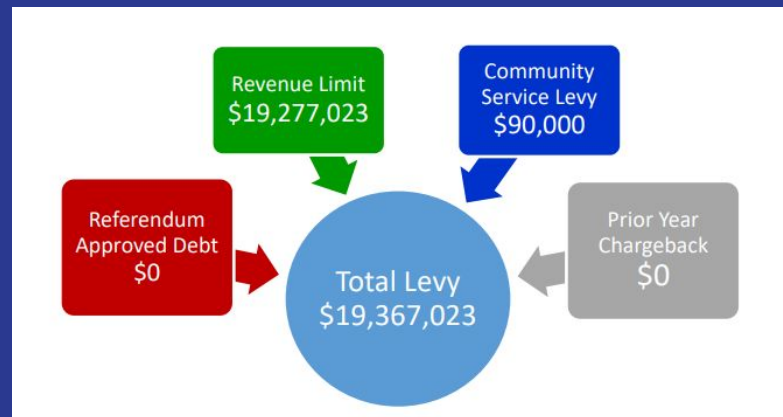 Revenue Limit
$19,277,023
Community
Service Levy
$90,000
Referendum
Approved Debt
$0
Prior Year
Chargeback
$0
Total Levy
$19,367,023